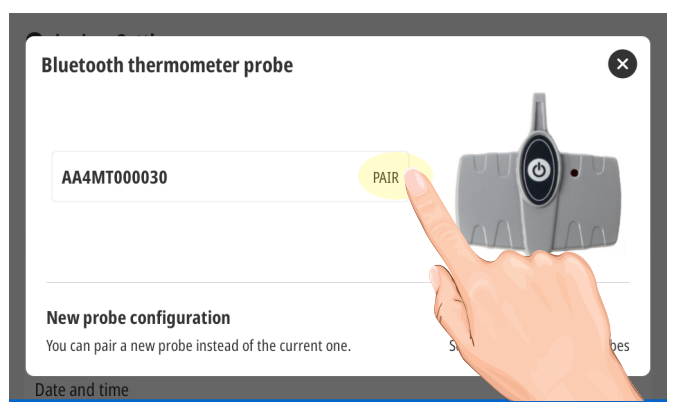 Bluetooth thermometer probe
AA4MT000030
PAIR
New probe configuration
You can pair a new probe instead of the current one.
Date and time